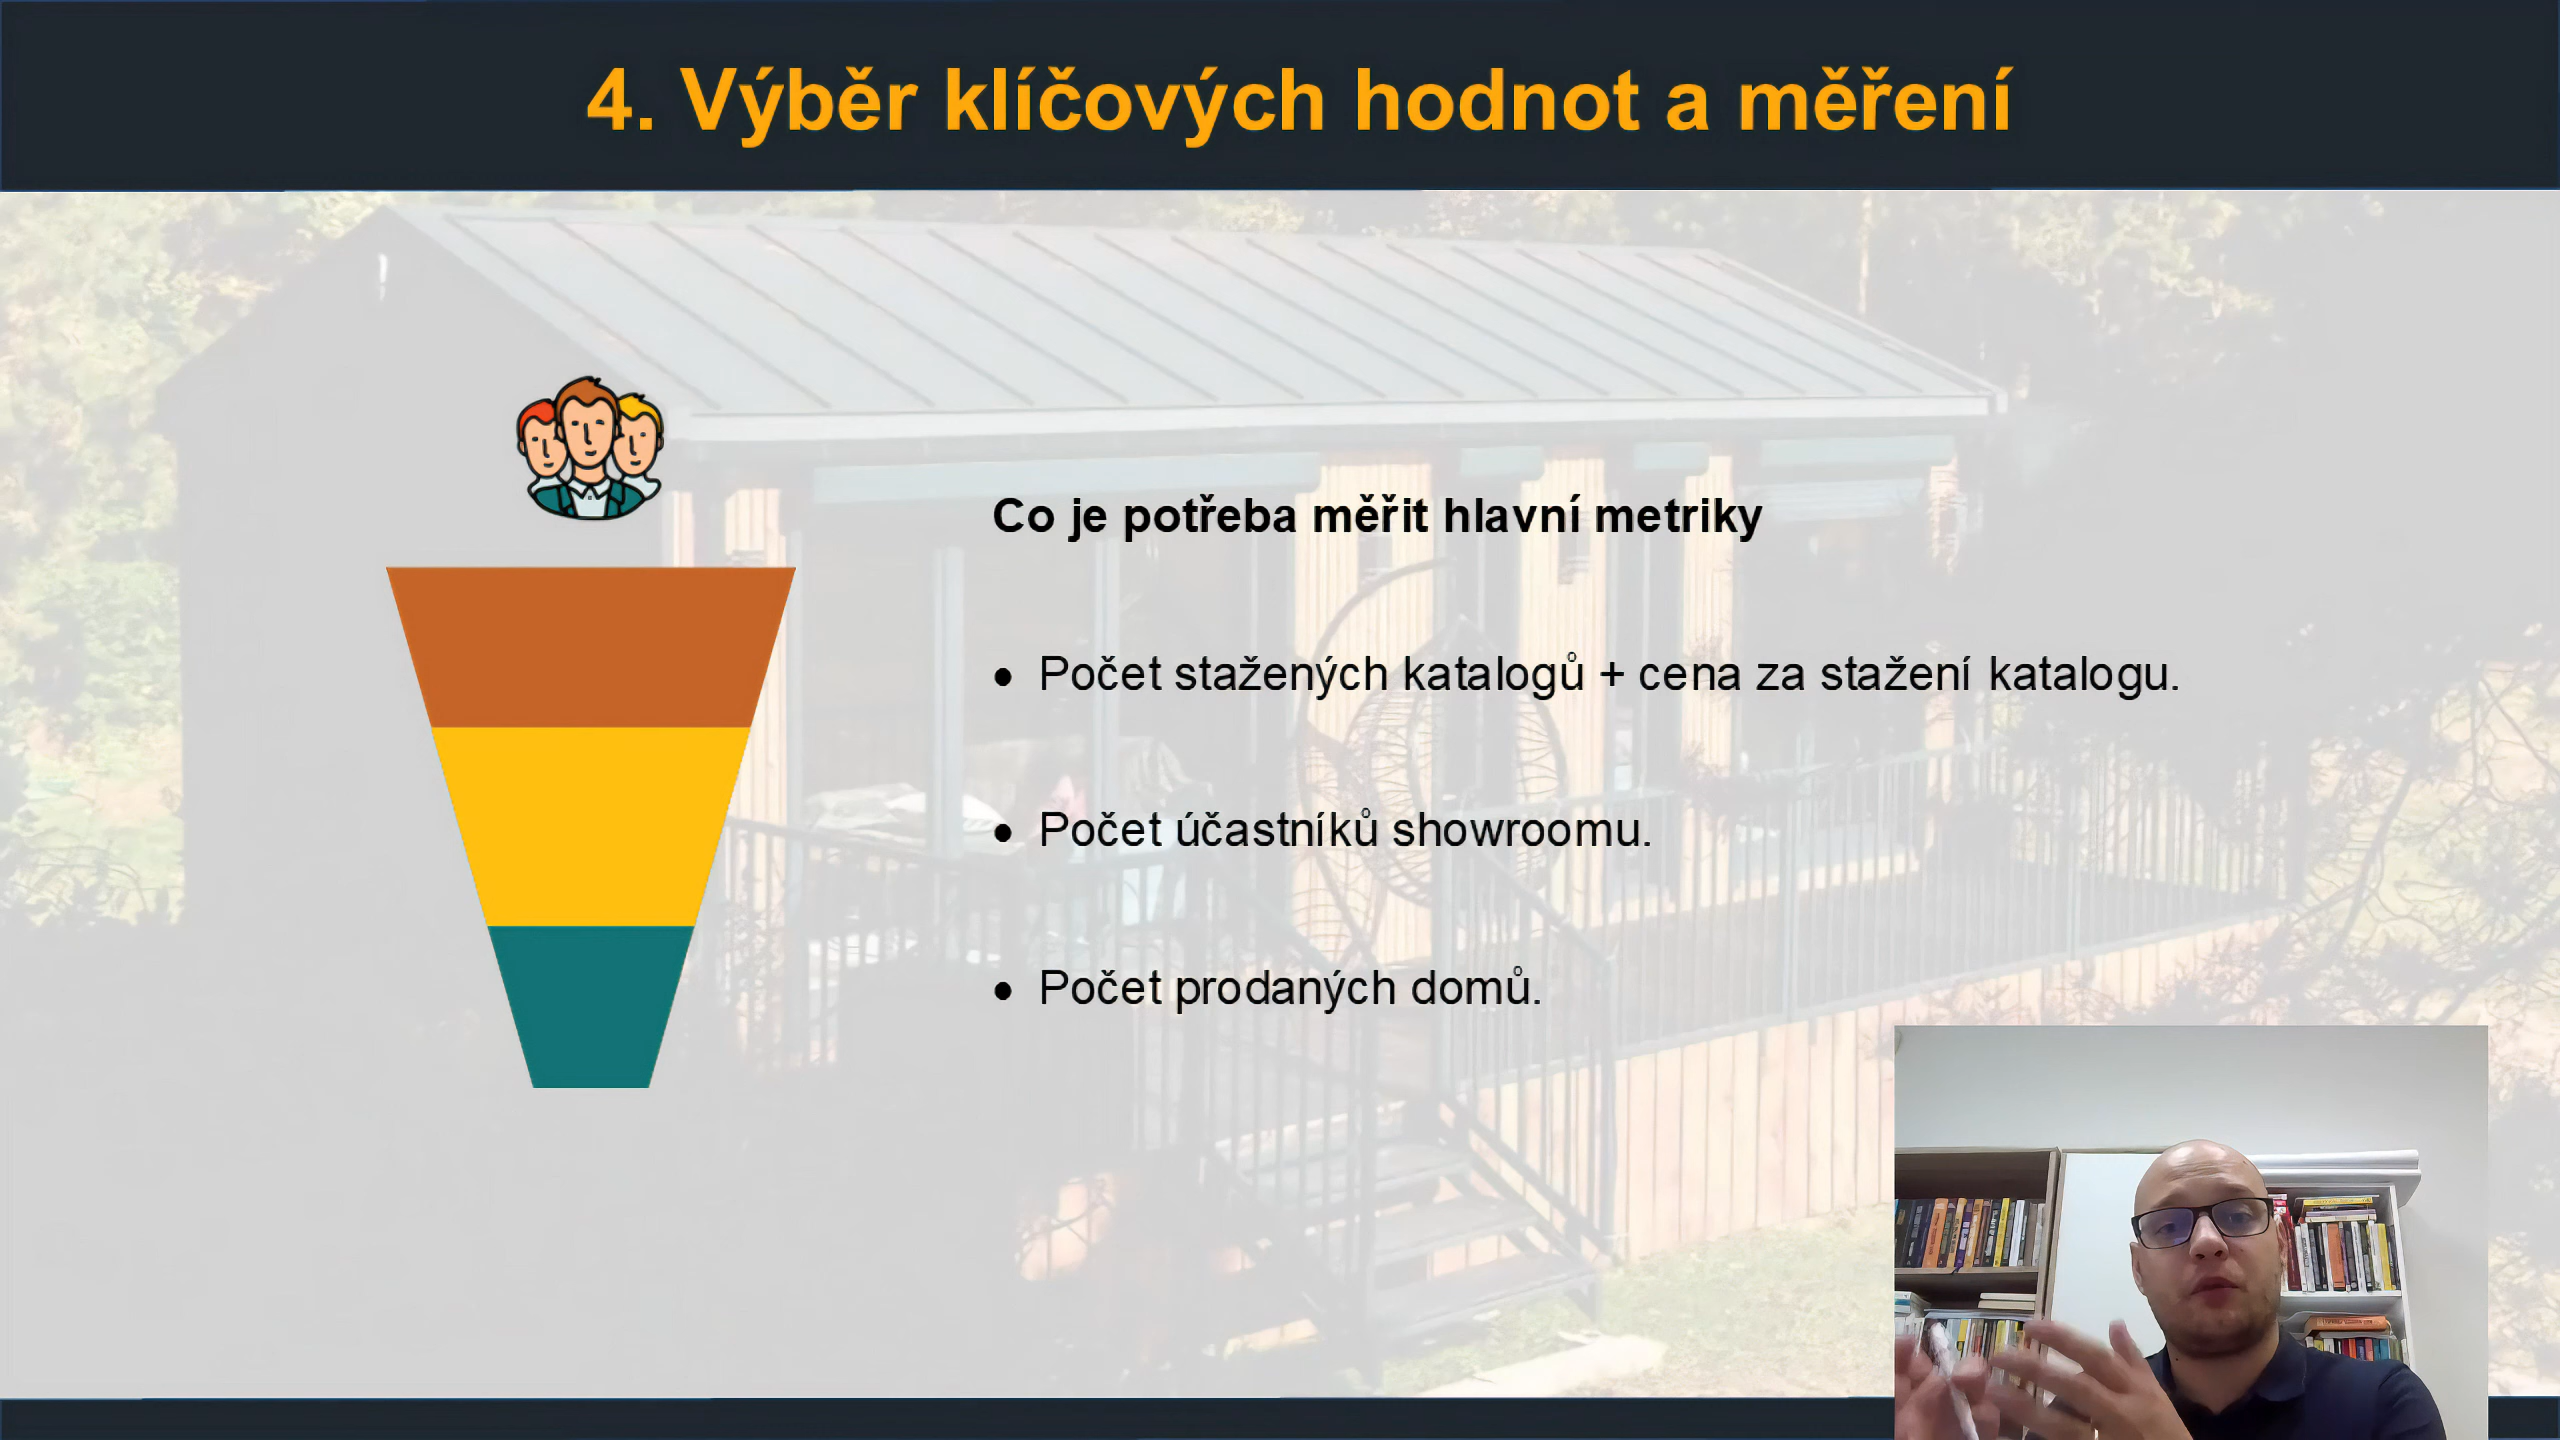 4. Výběr klíčových hodnot a měření
Co je potřeba měřit hlavní metriky
• Počet stažených katalogů + cena za stažení katalogu.
• Počet účastníků showroomu.
• Počet prodaných domů.